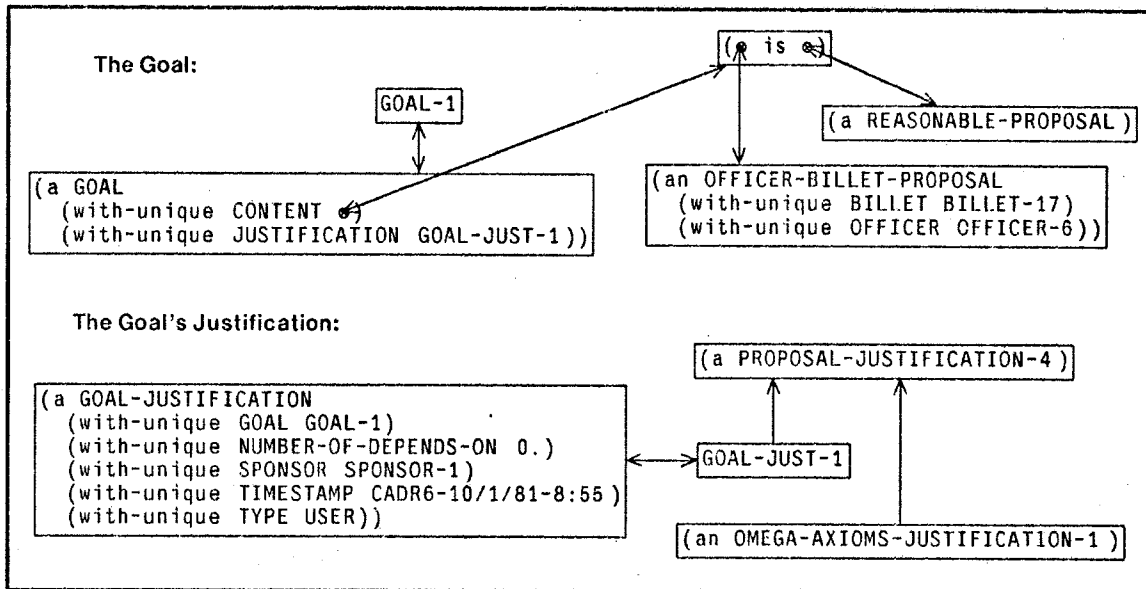 The Goal:
( is )
GOAL-1
(a REASONABLE-PROPOSAL)
(a GOAL
(with-unique CONTENT )
(with-unique JUSTIFICATION GOAL-JUST-1))
(an OFFICER-BILLET-PROPOSAL
(with-unique BILLET BILLET-17)
(with-unique OFFICER OFFICER-6))
The Goal's Justification:
(a PROPOSAL-JUSTIFICATION-4)
(a GOAL-JUSTIFICATION
(with-unique GOAL GOAL-1)
(with-unique NUMBER-OF-DEPENDS-ON 0.)
(with-unique SPONSOR SPONSOR-1)
(with-unique TIMESTAMP CADR6-10/1/81-8:55)
(with-unique TYPE USER))
GOAL-JUST-1
(an OMEGA-AXIOMS-JUSTIFICATION-1)